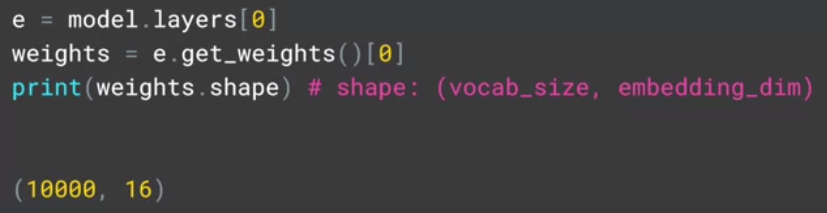 e = model.layers[0]
weights = e.get_weights()[0]
print(weights.shape) # shape: (vocab_size, embedding_dim)
(10000, 16)